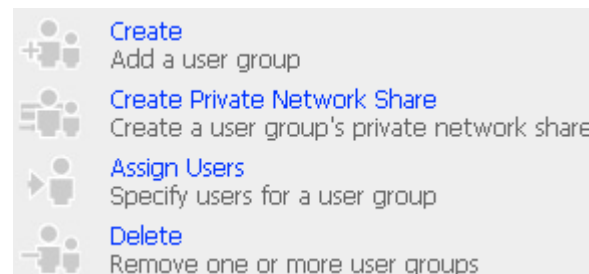 Create
Add a user group
Create Private Network Share
Create a user group's private network share
Assign Users
Specify users for a user group
Delete
Remove one or more user groups